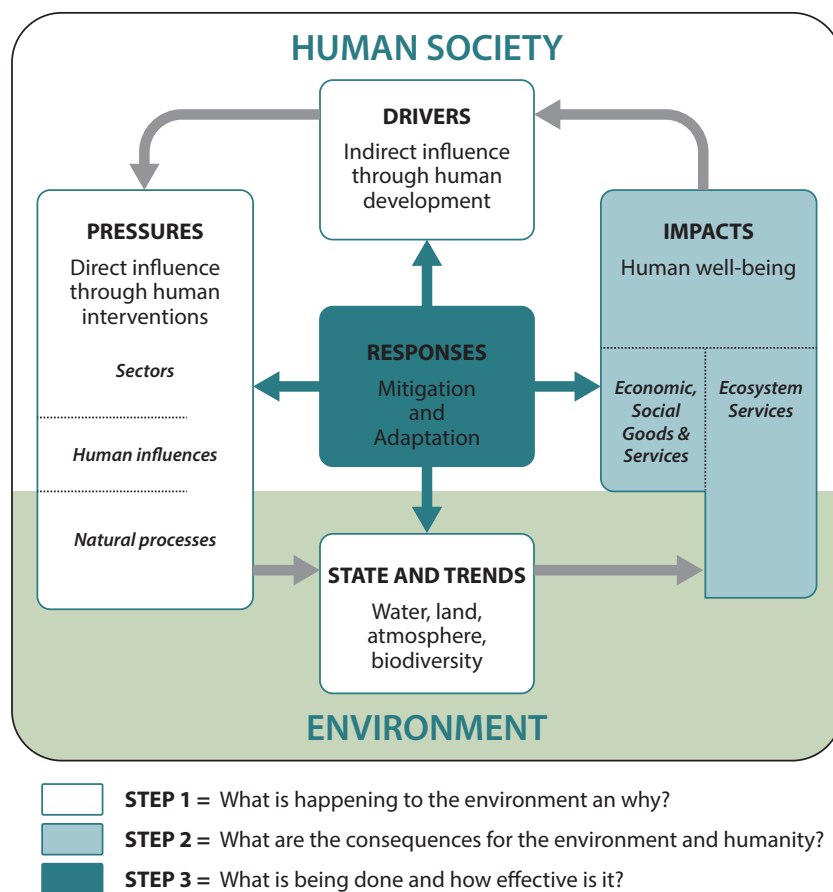 HUMAN SOCIETY
DRIVERS
Indirect influence
through human
development
PRESSURES
Direct influence
through human
interventions
Sectors
Human influences
Natural processes
RESPONSES
Mitigation
and
Adaptation
IMPACTS
Human well-being
Economic,
Social
Goods &
Services
Ecosystem
Services
STATE AND TRENDS
Water, land,
atmosphere,
biodiversity
ENVIRONMENT
STEP 1 = What is happening to the environment an why?
STEP 2 = What are the consequences for the environment and humanity?
STEP 3 = What is being done and how effective is it?